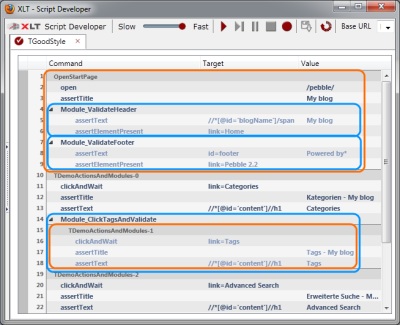 XLT - Script Developer
XLT Script Developer Slow Fast Base URL
TGoodStyle
Command Target Value
1 OpenStartPage
2 open /pebble/
3 assertTitle My blog
4 Module_ValidateHeader
5 assertText //*[@id='blogName']/span My blog
6 assertElementPresent link=Home
7 Module_ValidateFooter
8 assertText id=footer Powered by*
9 assertElementPresent link=Pebble 2.2
10 TDemoActionsAndModules-0
11 clickAndWait link=Categories
12 assertTitle Kategorien - My blog
13 assertText //*[@id='content']//h1 Categories
14 Module_ClickTagsAndValidate
15 TDemoActionsAndModules-1
16 clickAndWait link=Tags
17 assertTitle Tags - My blog
18 assertText //*[@id='content']//h1 Tags
19 TDemoActionsAndModules-2
20 clickAndWait link=Advanced Search
21 assertTitle Erweiterte Suche - M...
22 assertText //*[@id='content']//h1 Advanced Search